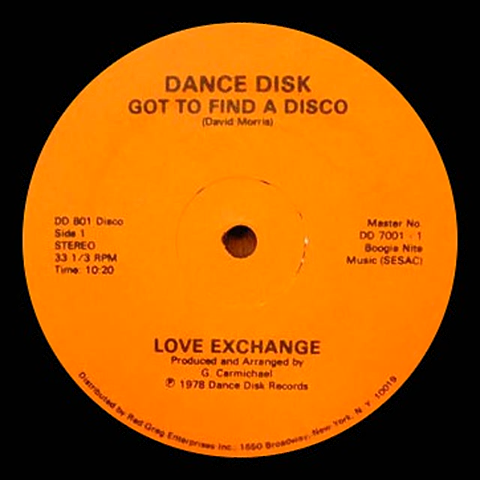 DANCE DISK
GOT TO FIND A DISCO
(David Morris)
DD 801 Disco
Side 1
STEREO
33 1/3 RPM
Time: 10:20
Master No.
DD 7001 - 1
Boogie Nite
Music (SESAC)
LOVE EXCHANGE
Produced and Arranged by
G. Carmichael
℗ 1978 Dance Disk Records
Distributed by Red Greg Enterprises Inc., 1650 Broadway, New York, N.Y. 10019